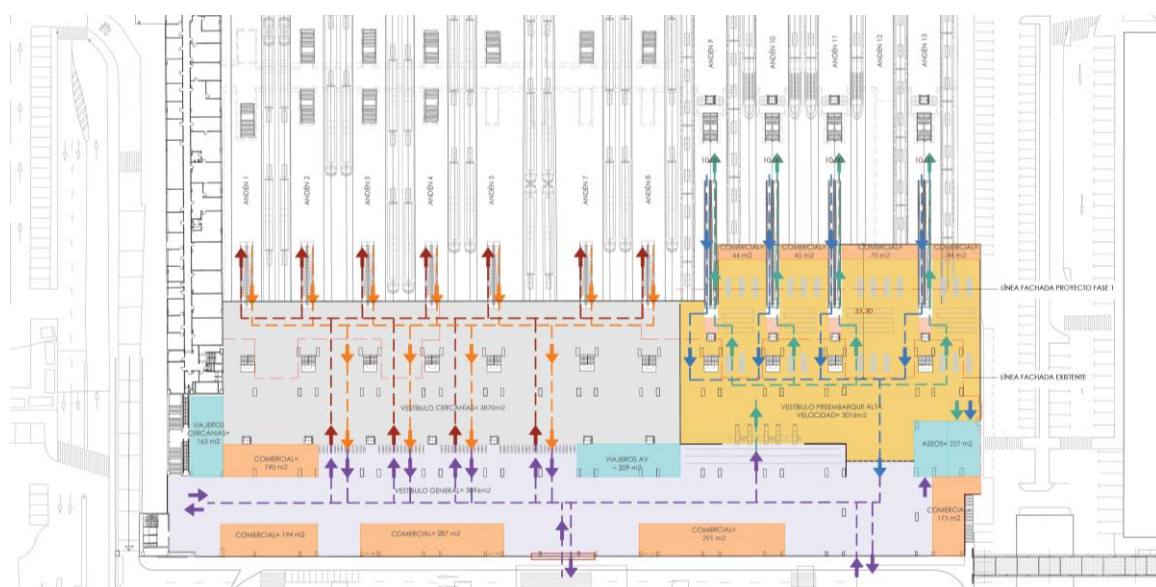 ANDÉN 1
ANDÉN 2
ANDÉN 3
ANDÉN 4
ANDÉN 5
ANDÉN 7
ANDÉN 8
ANDÉN 9
ANDÉN 10
ANDÉN 11
ANDÉN 12
ANDÉN 13
COMERCIAL=
44 m2
COMERCIAL=
45 m2
COMERCIAL=
70 m2
COMERCIAL=
44 m2
LÍNEA FACHADA PROYECTO FASE 1
33,00
LÍNEA FACHADA EXISTENTE
VESTÍBULO CERCANÍAS= 3870m2
VESTÍBULO PREEMBARQUE ALTA
VELOCIDAD= 3016m2
VIAJEROS
CERCANÍAS=
163 m2
ASEOS= 227 m2
COMERCIAL=
190 m2
VIAJEROS AV
= 209 m2
VESTÍBULO GENERAL= 3896m2
COMERCIAL=
175 m2
COMERCIAL= 194 m2
COMERCIAL= 287 m2
COMERCIAL=
291 m2